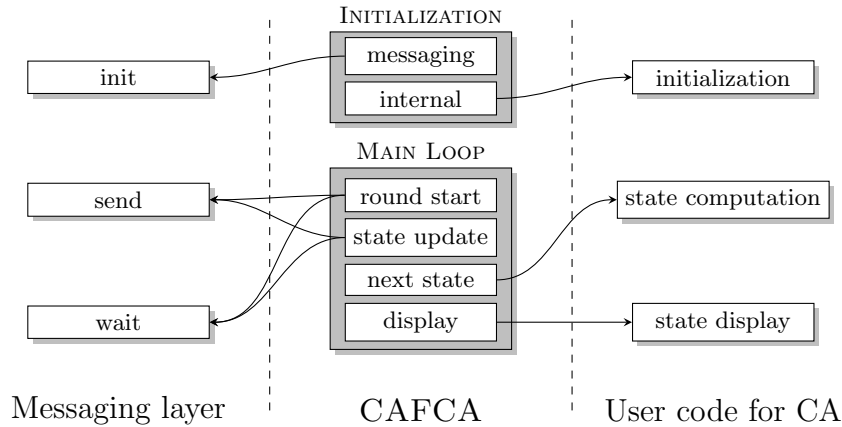 INITIALIZATION
messaging
init
initialization
internal
MAIN LOOP
round start
send
state computation
state update
next state
wait
display
state display
Messaging layer
CAFCA
User code for CA